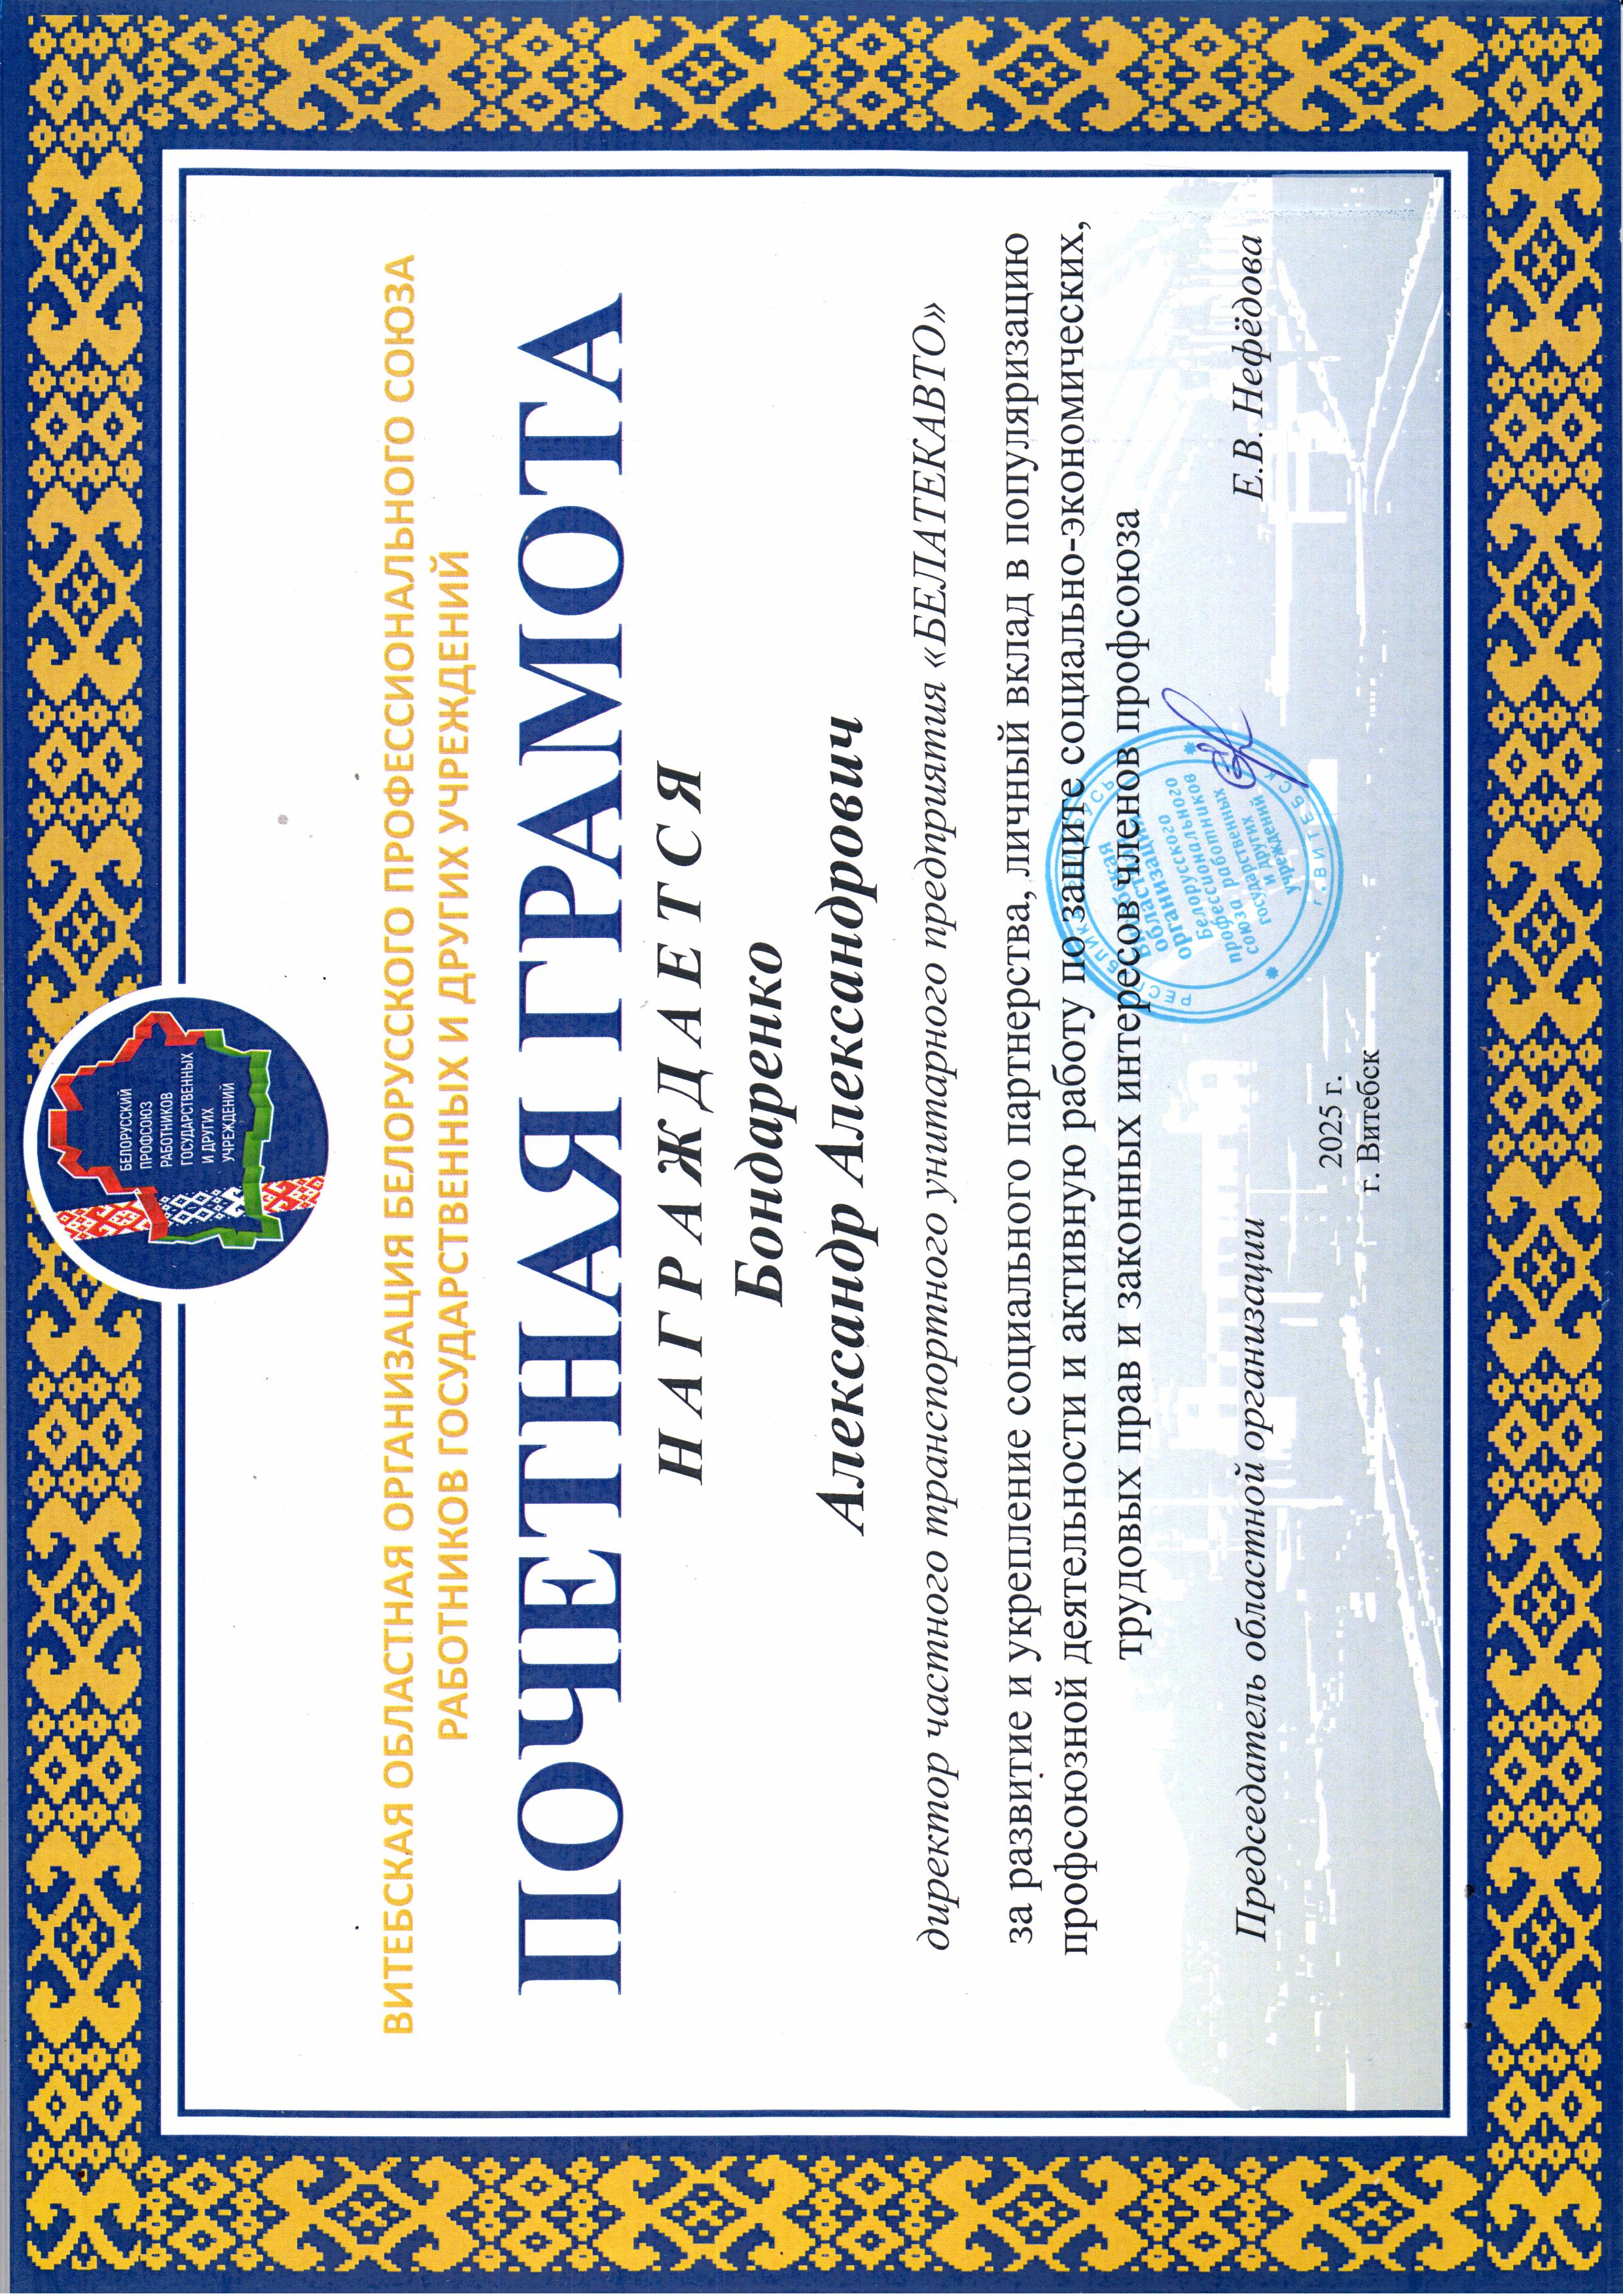 БЕЛОРУССКИЙ
ПРОФСОЮЗ
РАБОТНИКОВ
ГОСУДАРСТВЕННЫХ
И ДРУГИХ
УЧРЕЖДЕНИЙ
ВИТЕБСКАЯ ОБЛАСТНАЯ ОРГАНИЗАЦИЯ БЕЛОРУССКОГО ПРОФЕССИОНАЛЬНОГО СОЮЗА
РАБОТНИКОВ ГОСУДАРСТВЕННЫХ И ДРУГИХ УЧРЕЖДЕНИЙ
ПОЧЕТНАЯ ГРАМОТА
НАГРАЖДАЕТСЯ
Бондаренко
Александр Александрович
директор частного транспортного унитарного предприятия «БЕЛАТЕКАВТО»
за развитие и укрепление социального партнерства, личный вклад в популяризацию
профсоюзной деятельности и активную работу по защите социально-экономических,
трудовых прав и законных интересов членов профсоюза
РЕСПУБЛИКА БЕЛАРУСЬ
Витебская
областная
организация
Белорусского
профессионального
союза работников
государственных
и других
учреждений
г. ВИТЕБСК
Председатель областной организации
Е.В. Нефёдова
2025 г.
г. Витебск